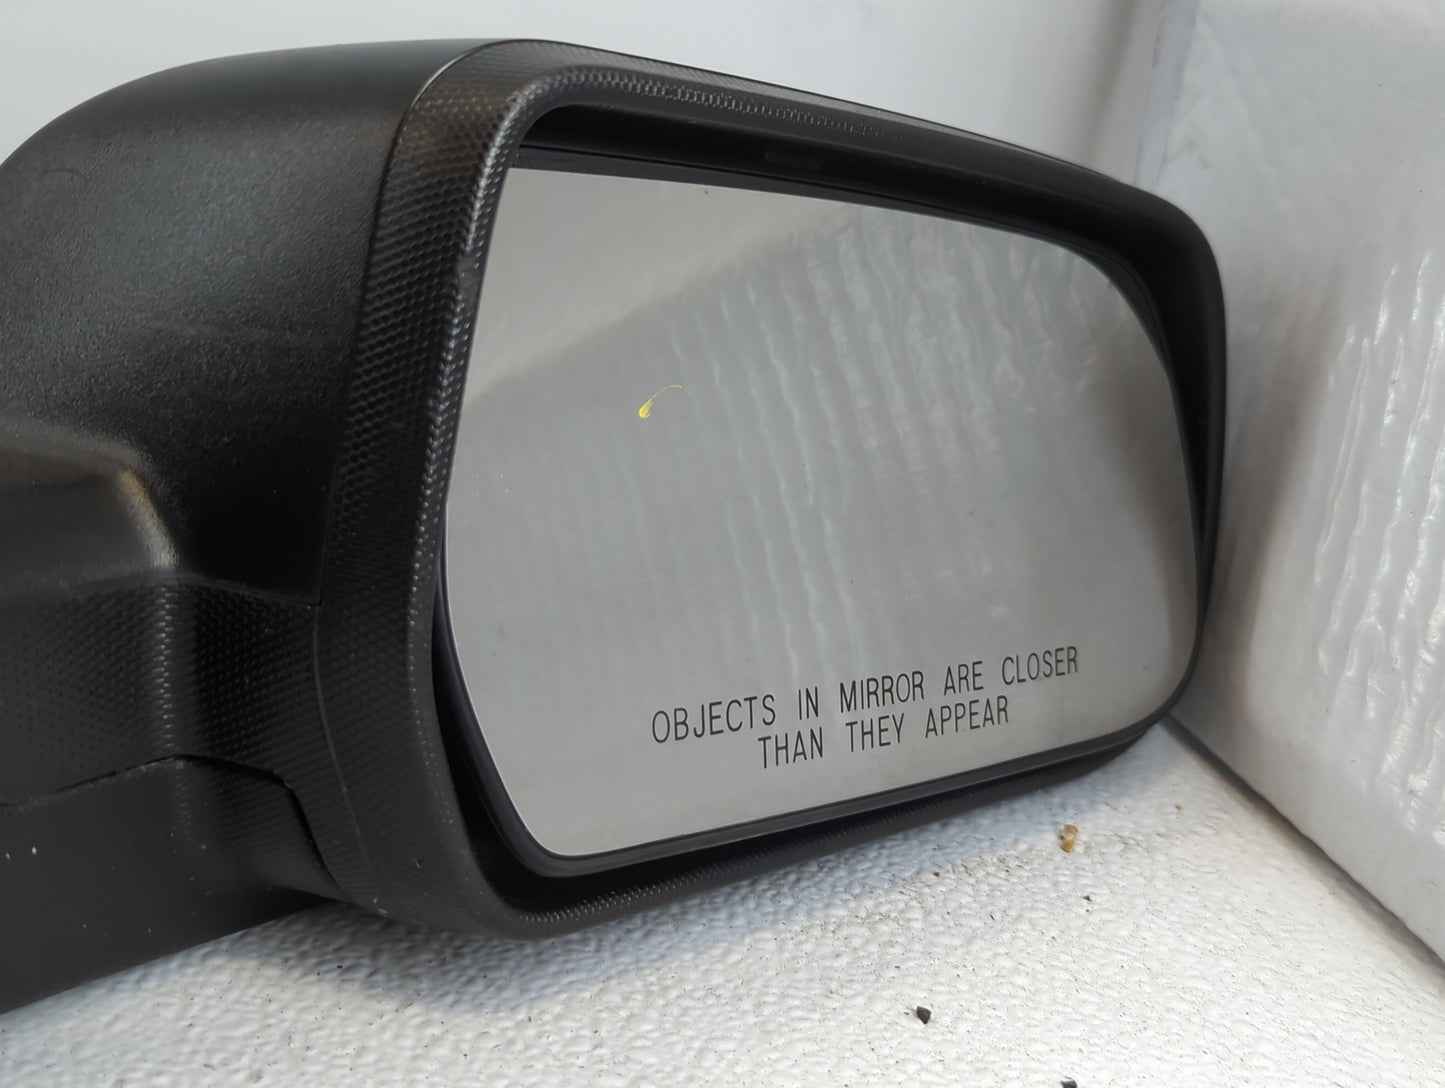 OBJECTS IN MIRROR ARE CLOSER
THAN THEY APPEAR